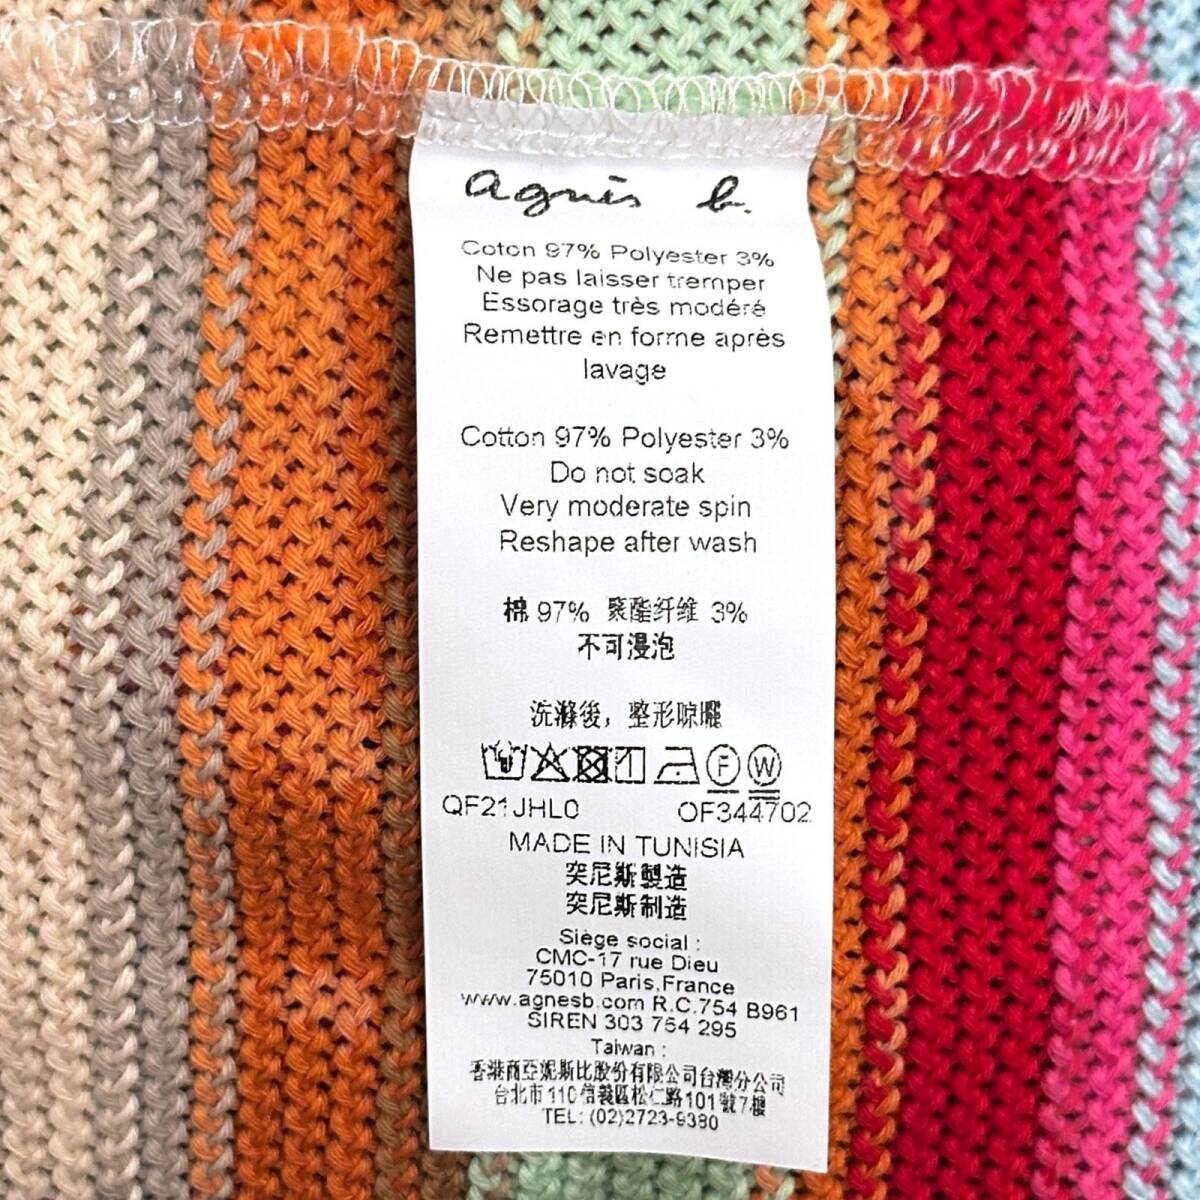 agnès b.
Coton 97% Polyester 3%
Ne pas laisser tremper
Essorage très modéré
Remettre en forme après
lavage
Cotton 97% Polyester 3%
Do not soak
Very moderate spin
Reshape after wash
棉 97% 聚酯纤维 3%
不可浸泡
洗滌後，整形晾曬
F W
QF21JHL0 OF344702
MADE IN TUNISIA
突尼斯製造
突尼斯制造
Siège social :
CMC-17 rue Dieu
75010 Paris,France
www.agnesb.com R.C.754 B961
SIREN 303 754 295
Taiwan :
香港商亞妮斯比股份有限公司台灣分公司
台北市110信義區松仁路101號7樓
TEL: (02)2723-9380